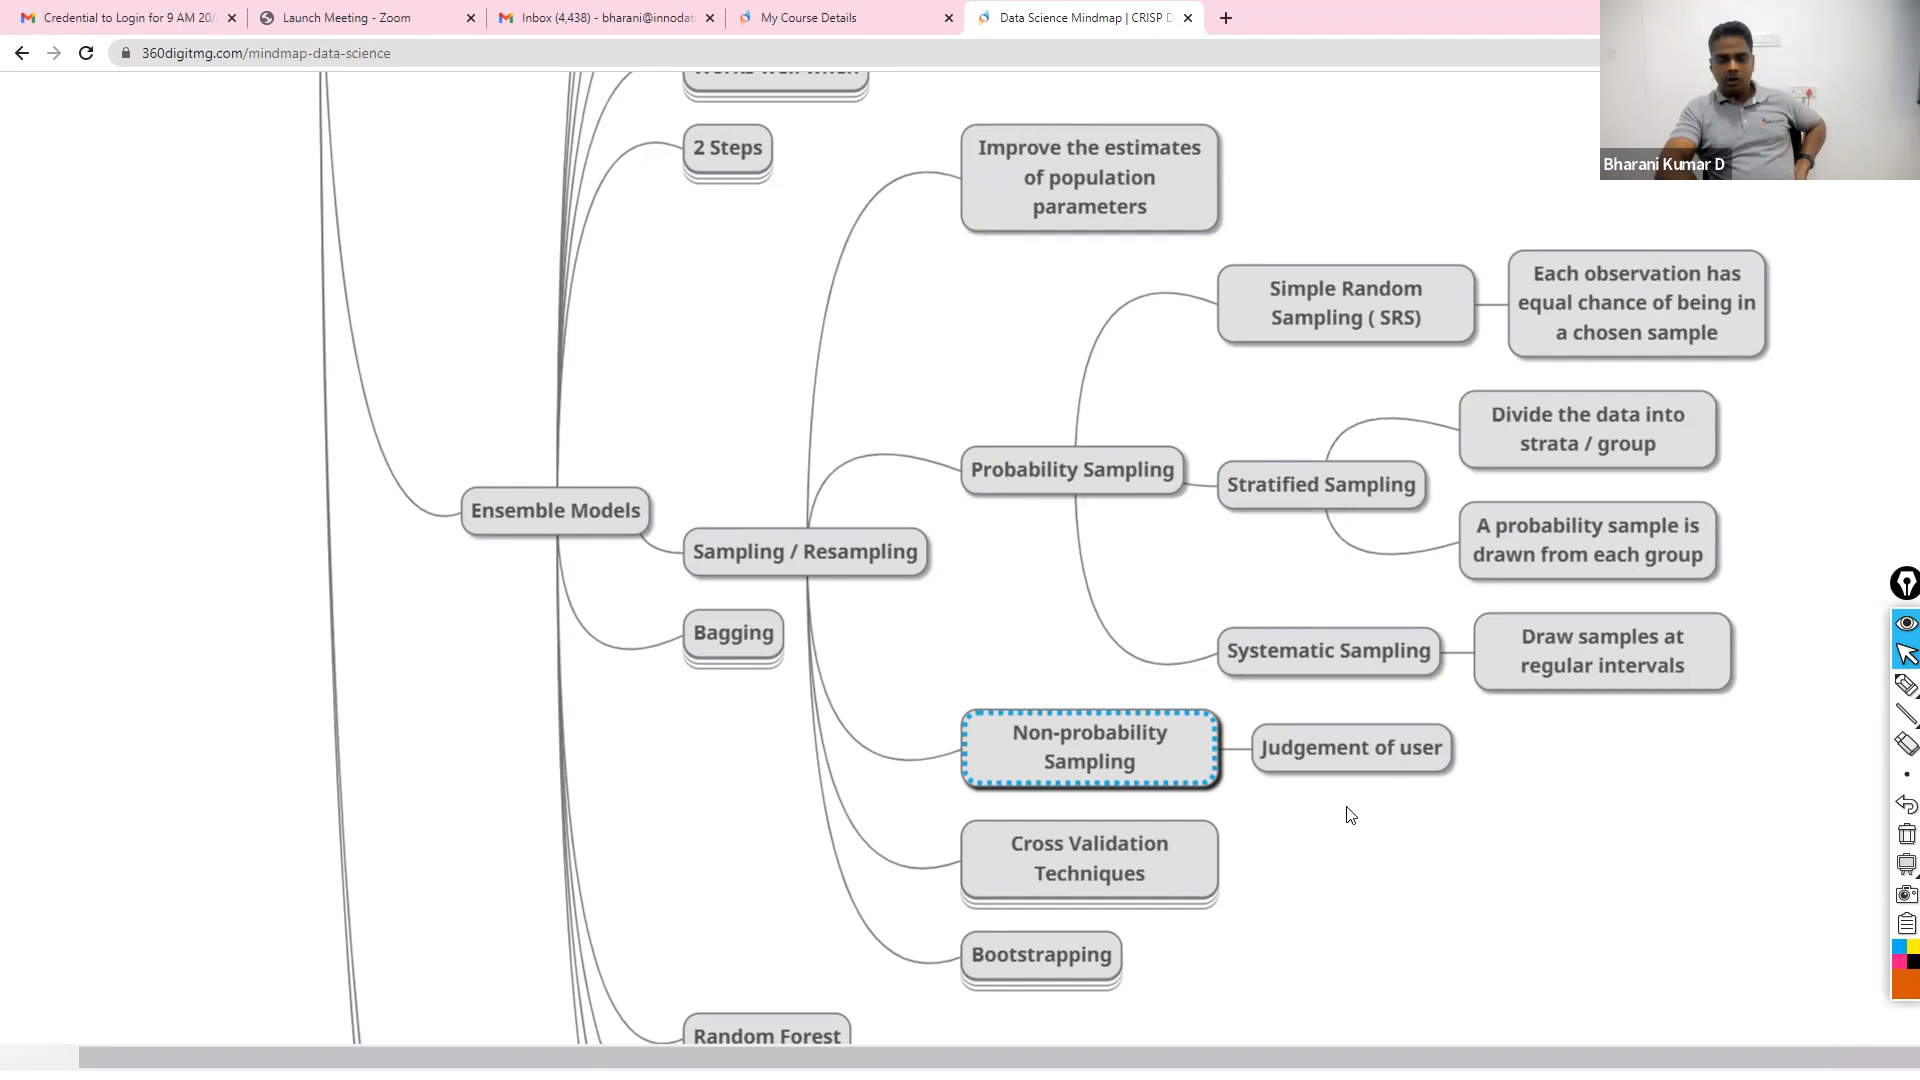 Credential to Login for 9 AM 20/
Launch Meeting - Zoom
Inbox (4,438) - bharani@innodat
My Course Details
Data Science Mindmap | CRISP D
360digitmg.com/mindmap-data-science
Works well when
2 Steps
Improve the estimates
of population
parameters
Bharani Kumar D
Simple Random
Sampling ( SRS)
Each observation has
equal chance of being in
a chosen sample
Divide the data into
strata / group
Probability Sampling
Stratified Sampling
Ensemble Models
A probability sample is
drawn from each group
Sampling / Resampling
Bagging
Systematic Sampling
Draw samples at
regular intervals
Non-probability
Sampling
Judgement of user
Cross Validation
Techniques
Bootstrapping
Random Forest